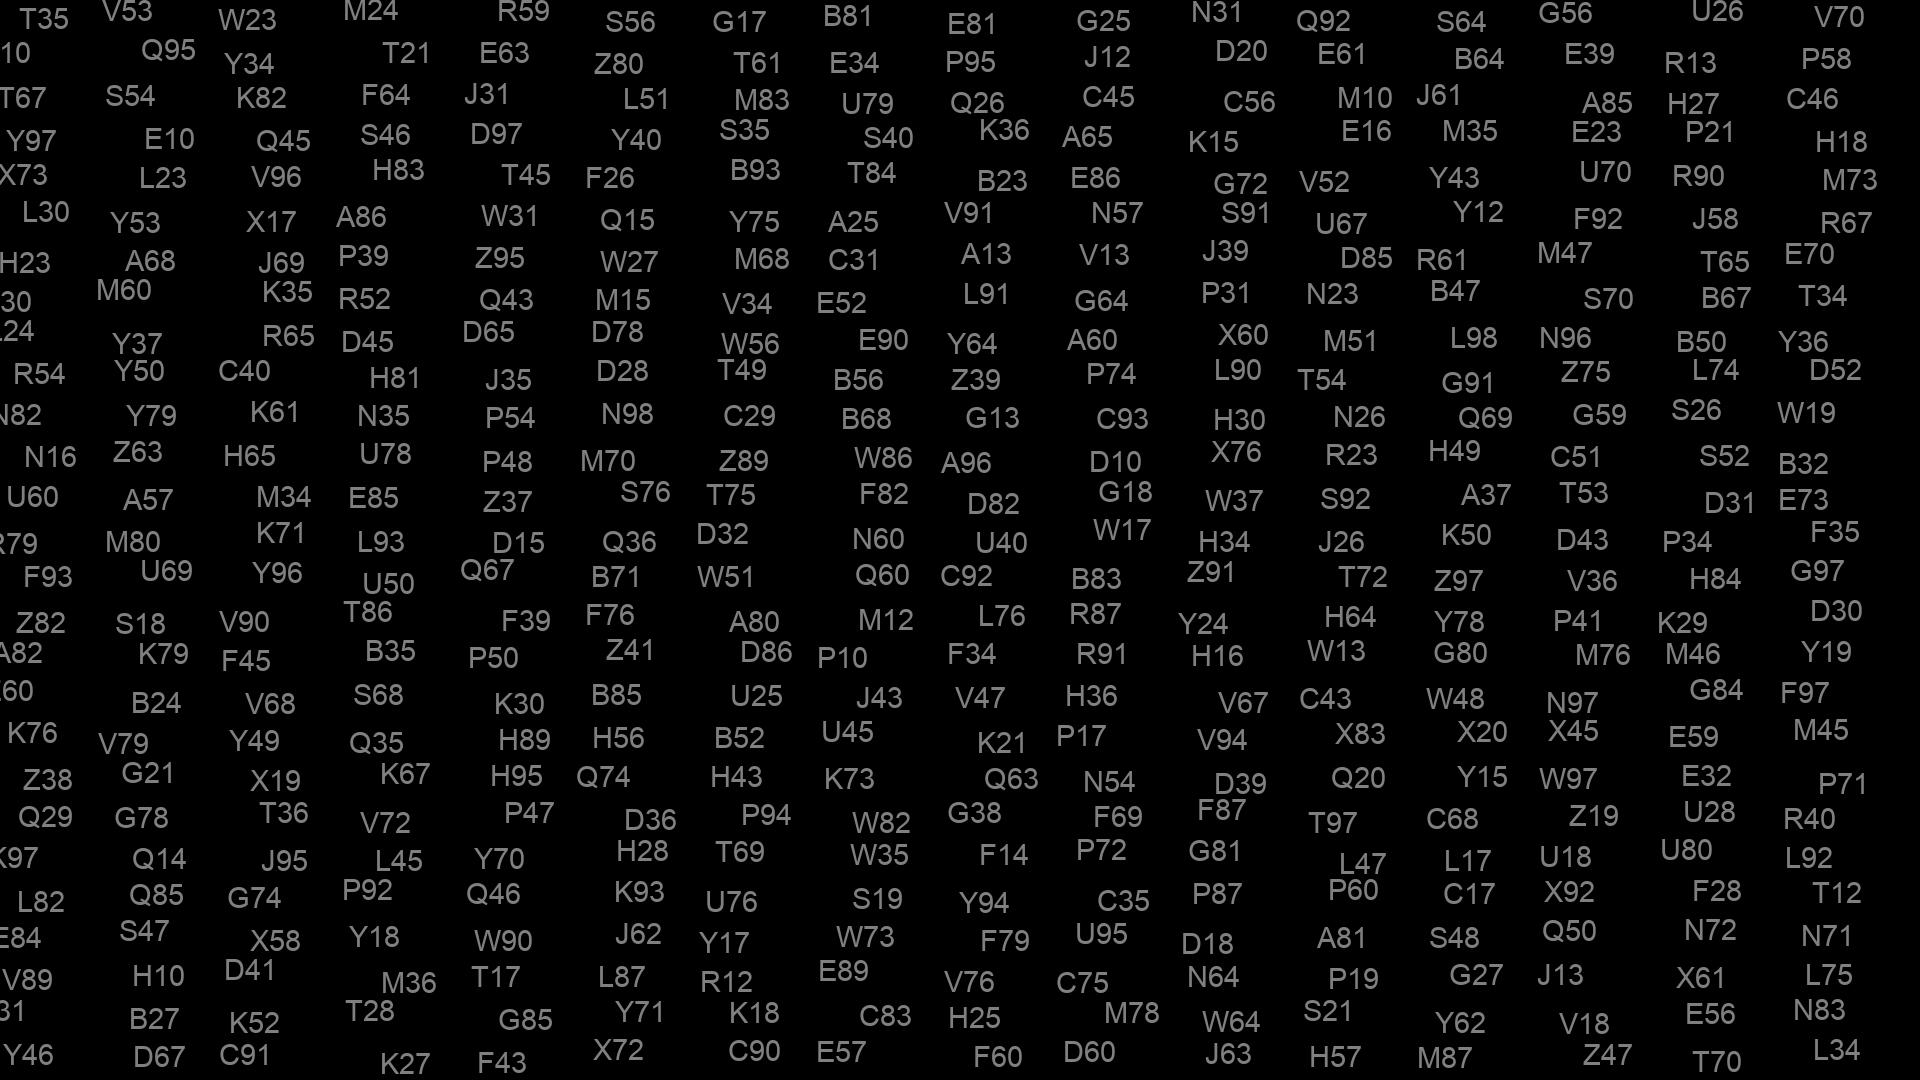 T35 V53 W23 M24 R59 S56 G17 B81 E81 G25 N31 Q92 S64 G56 U26 V70
10 Q95 Y34 T21 E63 Z80 T61 E34 P95 J12 D20 E61 B64 E39 R13 P58
T67 S54 K82 F64 J31 L51 M83 U79 Q26 C45 C56 M10 J61 A85 H27 C46
Y97 E10 Q45 S46 D97 Y40 S35 S40 K36 A65 K15 E16 M35 E23 P21 H18
X73 L23 V96 H83 T45 F26 B93 T84 B23 E86 G72 V52 Y43 U70 R90 M73
L30 Y53 X17 A86 W31 Q15 Y75 A25 V91 N57 S91 U67 Y12 F92 J58 R67
H23 A68 J69 P39 Z95 W27 M68 C31 A13 V13 J39 D85 R61 M47 T65 E70
30 M60 K35 R52 Q43 M15 V34 E52 L91 G64 P31 N23 B47 S70 B67 T34
24 Y37 R65 D45 D65 D78 W56 E90 Y64 A60 X60 M51 L98 N96 B50 Y36
R54 Y50 C40 H81 J35 D28 T49 B56 Z39 P74 L90 T54 G91 Z75 L74 D52
N82 Y79 K61 N35 P54 N98 C29 B68 G13 C93 H30 N26 Q69 G59 S26 W19
N16 Z63 H65 U78 P48 M70 Z89 W86 A96 D10 X76 R23 H49 C51 S52 B32
U60 A57 M34 E85 Z37 S76 T75 F82 D82 G18 W37 S92 A37 T53 D31 E73
R79 M80 K71 L93 D15 Q36 D32 N60 U40 W17 H34 J26 K50 D43 P34 F35
F93 U69 Y96 U50 Q67 B71 W51 Q60 C92 B83 Z91 T72 Z97 V36 H84 G97
Z82 S18 V90 T86 F39 F76 A80 M12 L76 R87 Y24 H64 Y78 P41 K29 D30
A82 K79 F45 B35 P50 Z41 D86 P10 F34 R91 H16 W13 G80 M76 M46 Y19
60 B24 V68 S68 K30 B85 U25 J43 V47 H36 V67 C43 W48 N97 G84 F97
K76 V79 Y49 Q35 H89 H56 B52 U45 K21 P17 V94 X83 X20 X45 E59 M45
Z38 G21 X19 K67 H95 Q74 H43 K73 Q63 N54 D39 Q20 Y15 W97 E32 P71
Q29 G78 T36 V72 P47 D36 P94 W82 G38 F69 F87 T97 C68 Z19 U28 R40
K97 Q14 J95 L45 Y70 H28 T69 W35 F14 P72 G81 L47 L17 U18 U80 L92
L82 Q85 G74 P92 Q46 K93 U76 S19 Y94 C35 P87 P60 C17 X92 F28 T12
E84 S47 X58 Y18 W90 J62 Y17 W73 F79 U95 D18 A81 S48 Q50 N72 N71
V89 H10 D41 M36 T17 L87 R12 E89 V76 C75 N64 P19 G27 J13 X61 L75
31 B27 K52 T28 G85 Y71 K18 C83 H25 M78 W64 S21 Y62 V18 E56 N83
Y46 D67 C91 K27 F43 X72 C90 E57 F60 D60 J63 H57 M87 Z47 T70 L34